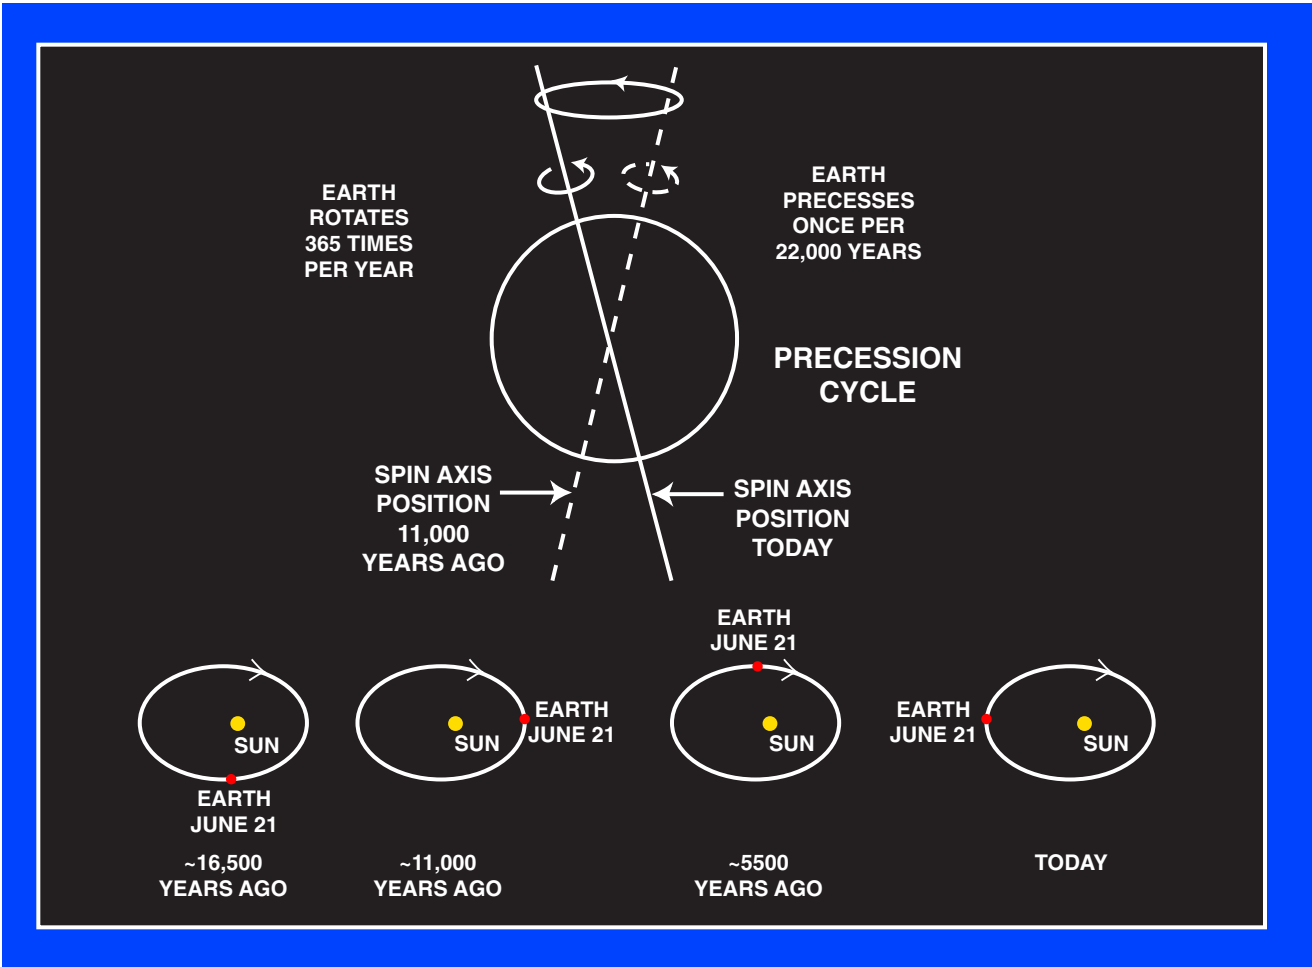 EARTH
ROTATES
365 TIMES
PER YEAR
EARTH
PRECESSES
ONCE PER
22,000 YEARS
PRECESSION
CYCLE
SPIN AXIS
POSITION
11,000
YEARS AGO
SPIN AXIS
POSITION
TODAY
SUN
EARTH
JUNE 21
~16,500
YEARS AGO
SUN
EARTH
JUNE 21
~11,000
YEARS AGO
EARTH
JUNE 21
SUN
~5500
YEARS AGO
EARTH
JUNE 21
SUN
TODAY